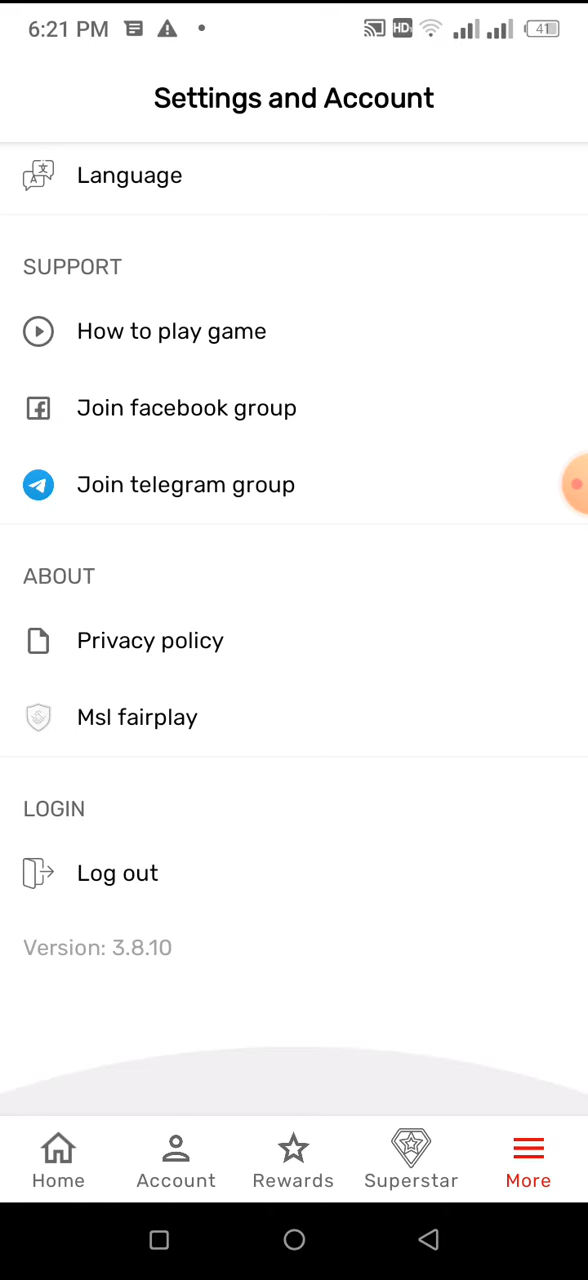 6:21 PM HD 41
Settings and Account
Language
SUPPORT
How to play game
Join facebook group
Join telegram group
ABOUT
Privacy policy
Msl fairplay
LOGIN
Log out
Version: 3.8.10
Home Account Rewards Superstar More